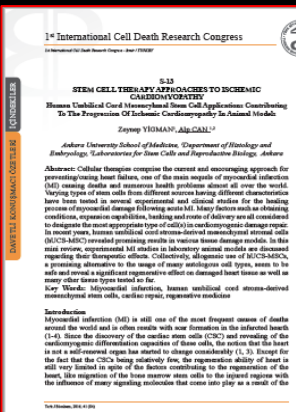 1st International Cell Death Research Congress
1st International Cell Death Research Congress - Izmir / TURKEY
DAVETLİ KONUŞMACI ÖZETLERİ
İÇİNDEKİLER
S-13
STEM CELL THERAPY APPROACHES TO ISCHEMIC
CARDIOMYOPATHY
Human Umbilical Cord Mesenchymal Stem Cell Applications Contributing
To The Progression Of Ischemic Cardiomyopathy In Animal Models
Zeynep YIGMAN¹, Alp CAN
Ankara University School of Medicine, ¹Department of Histology and
Embryology, ²Laboratories for Stem Cells and Reproductive Biology, Ankara
Abstract: Cellular therapies comprise the current and encouraging approach for
preventing/curing heart failure, one of the main sequels of myocardial infarction
(MI) causing deaths and numerous health problems almost all over the world.
Varying types of stem cells from different sources having different characteristics
have been tested in several experimental and clinical studies for the healing
process of myocardial damage following acute MI. Many factors such as obtaining
conditions, expansion capabilities, banking and route of delivery are all considered
to designate the most appropriate type of cell(s) in cardiomyogenic damage repair.
In recent years, human umbilical cord stroma-derived mesenchymal stromal cells
(hUCS-MSC) revealed promising results in various tissue damage models. In this
mini review, experimental MI studies in laboratory animal models are discussed
regarding their therapeutic effects. Collectively, allogeneic use of hUCS-MSCs,
a promising alternative to the usage of many autologous cell types, seem to be
safe and reveal a significant regenerative effect on damaged heart tissue as well as
many other tissue types tested so far.
Key Words: Myocardial infarction, human umbilical cord stroma-derived
mesenchymal stem cells, cardiac repair, regenerative medicine
Introduction
Myocardial infarction (MI) is still one of the most frequent causes of deaths
around the world and is often results with scar formation in the infarcted hearth
(1-4). Since the discovery of the cardiac stem cells (CSC) and revealing of the
cardiomyogenic differentiation capacities of these cells, the notion that the heart
is not a self-renewal organ has started to change considerably (1, 3). Except for
the fact that the CSCs being relatively few, the regeneration ability of heart is
still very limited in spite of the factors contributing to the regeneration of the
heart, like migration of the bone marrow stem cells to the injured regions with
the influence of many signaling molecules that come into play as a result of the